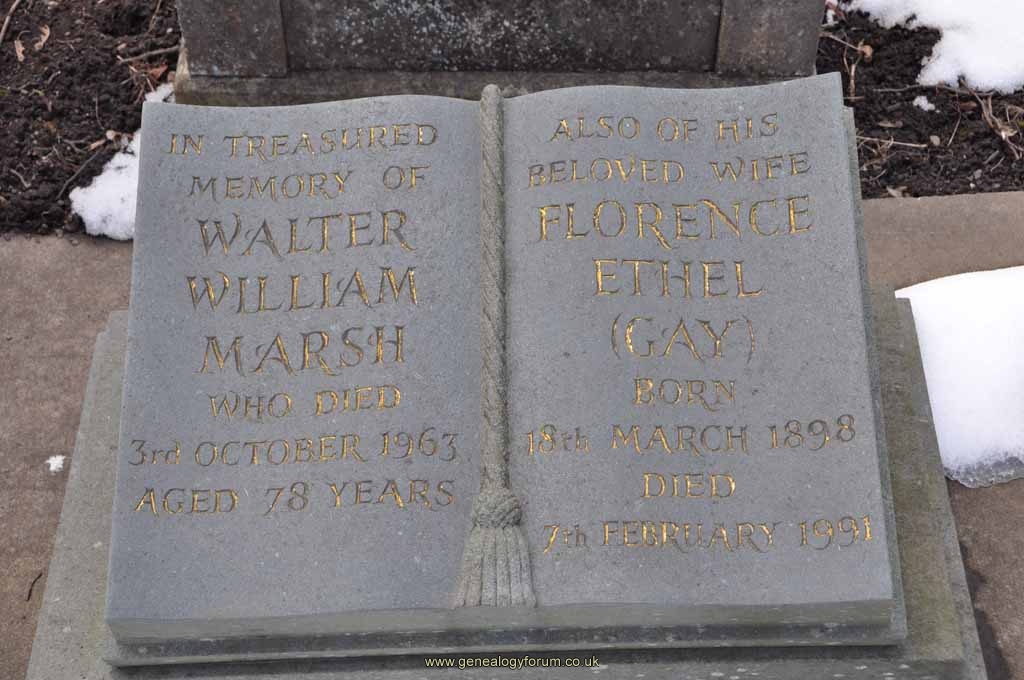 IN TREASURED
MEMORY OF
WALTER
WILLIAM
MARSH
WHO DIED
3rd OCTOBER 1963
AGED 78 YEARS
ALSO OF HIS
BELOVED WIFE
FLORENCE
ETHEL
(GAY)
BORN
18th MARCH 1898
DIED
7th FEBRUARY 1991
www.genealogyforum.co.uk